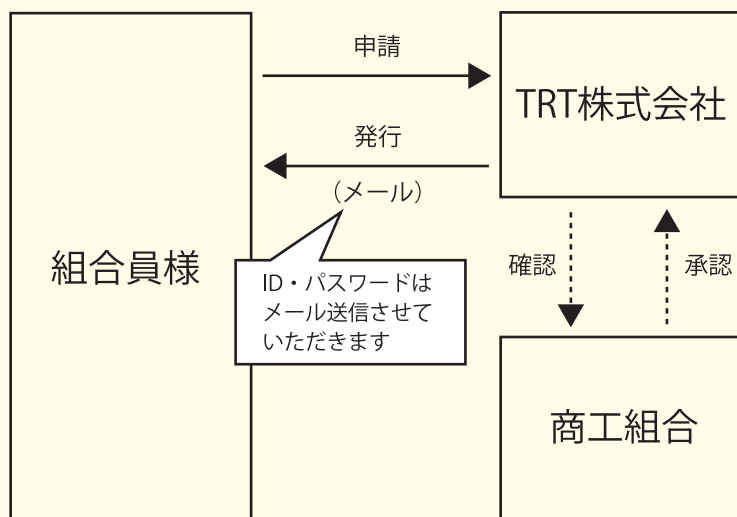 申請
TRT株式会社
発行
（メール）
組合員様
ID・パスワードは
メール送信させて
いただきます
確認
承認
商工組合